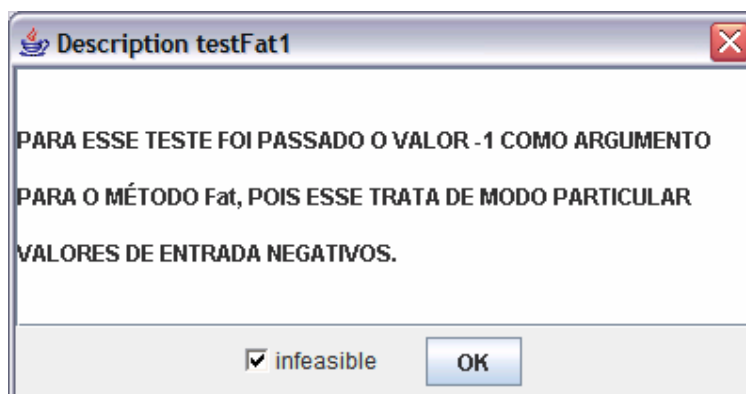 Description testFat1
PARA ESSE TESTE FOI PASSADO O VALOR -1 COMO ARGUMENTO
PARA O MÉTODO Fat, POIS ESSE TRATA DE MODO PARTICULAR
VALORES DE ENTRADA NEGATIVOS.
infeasible OK